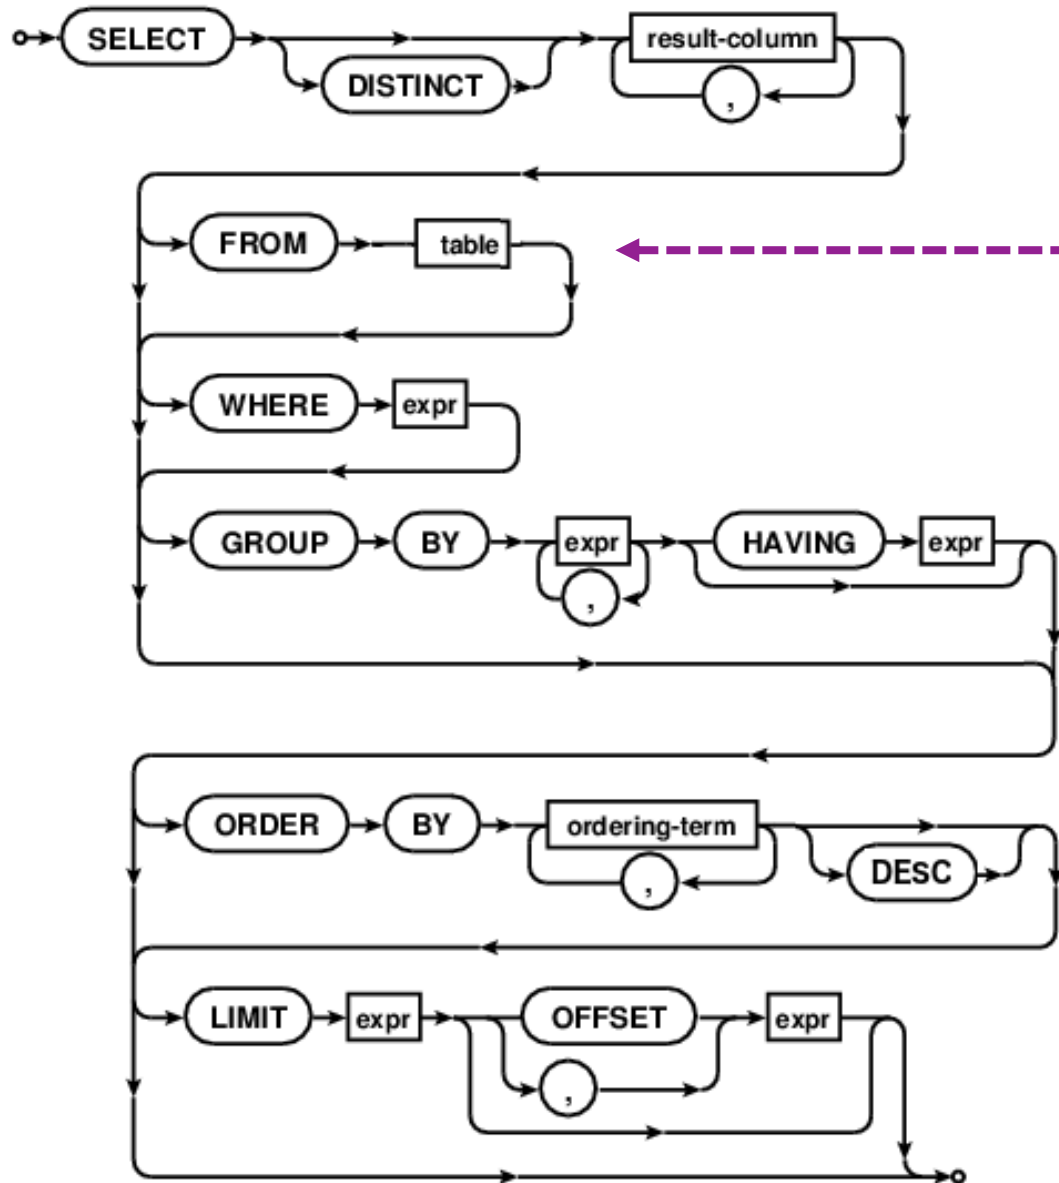 SELECT result-column
DISTINCT ,
FROM table
WHERE expr
GROUP BY expr HAVING expr
,
ORDER BY ordering-term
, DEsC
LIMIT expr OFFSET expr
,